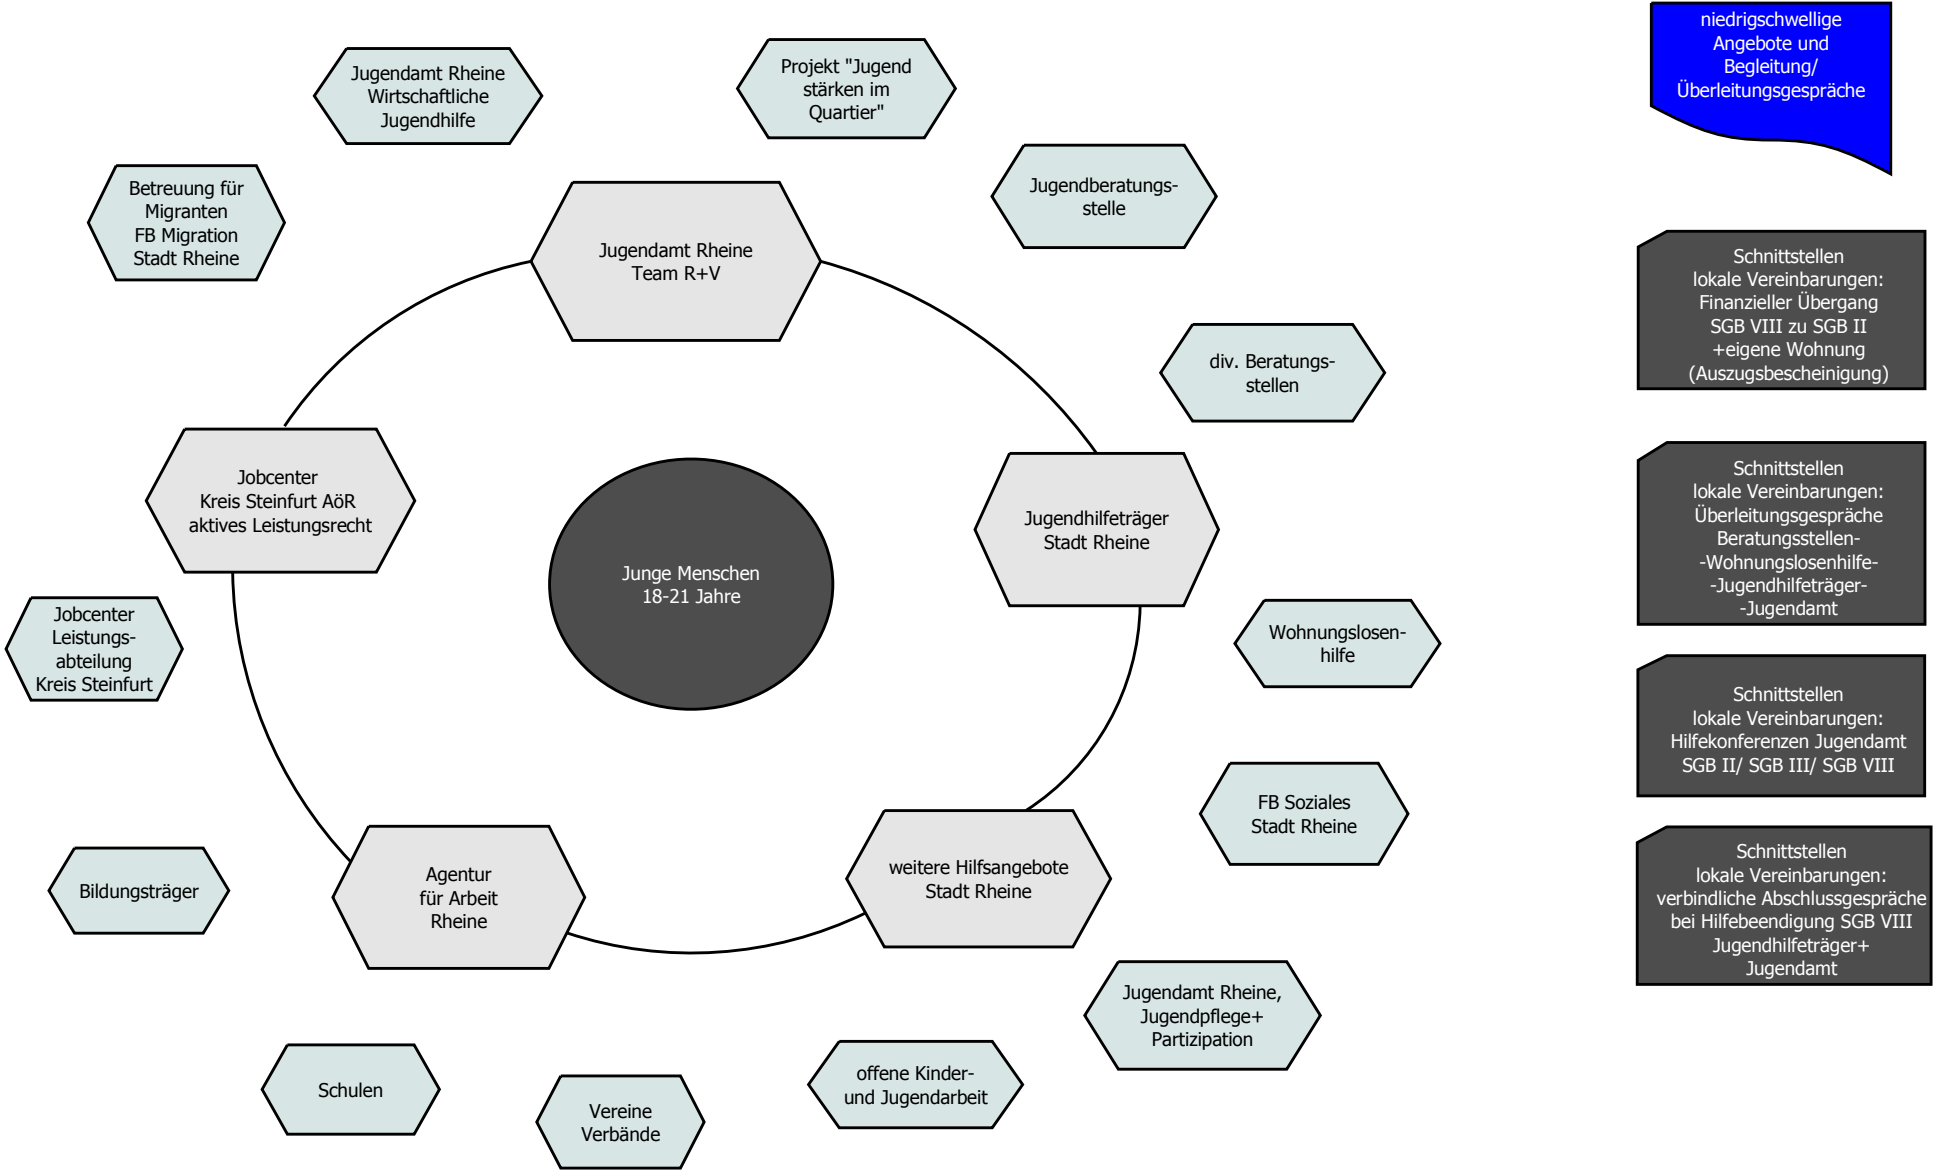 Jugendamt Rheine
Wirtschaftliche
Jugendhilfe
Projekt "Jugend
stärken im
Quartier"
Jugendberatungs-
stelle
Betreuung für
Migranten
FB Migration
Stadt Rheine
Jugendamt Rheine
Team R+V
div. Beratungs-
stellen
Jobcenter
Kreis Steinfurt AöR
aktives Leistungsrecht
Jugendhilfeträger
Stadt Rheine
Junge Menschen
18-21 Jahre
Jobcenter
Leistungs-
abteilung
Kreis Steinfurt
Wohnungslosen-
hilfe
FB Soziales
Stadt Rheine
Bildungsträger
Agentur
für Arbeit
Rheine
weitere Hilfsangebote
Stadt Rheine
Jugendamt Rheine,
Jugendpflege+
Partizipation
Schulen
Vereine
Verbände
offene Kinder-
und Jugendarbeit
niedrigschwellige
Angebote und
Begleitung/
Überleitungsgespräche
Schnittstellen
lokale Vereinbarungen:
Finanzieller Übergang
SGB VIII zu SGB II
+eigene Wohnung
(Auszugsbescheinigung)
Schnittstellen
lokale Vereinbarungen:
Überleitungsgespräche
Beratungsstellen-
-Wohnungslosenhilfe-
-Jugendhilfeträger-
-Jugendamt
Schnittstellen
lokale Vereinbarungen:
Hilfekonferenzen Jugendamt
SGB II/ SGB III/ SGB VIII
Schnittstellen
lokale Vereinbarungen:
verbindliche Abschlussgespräche
bei Hilfebeendigung SGB VIII
Jugendhilfeträger+
Jugendamt